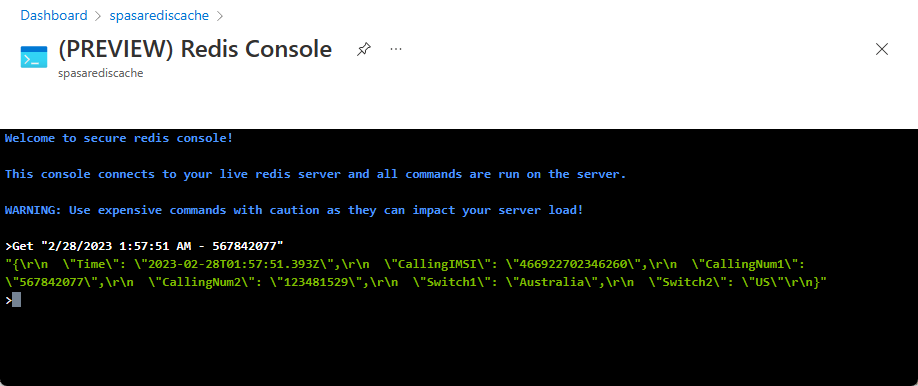 Dashboard > spasarediscache >
(PREVIEW) Redis Console
spasarediscache
Welcome to secure redis console!
This console connects to your live redis server and all commands are run on the server.
WARNING: Use expensive commands with caution as they can impact your server load!
>Get "2/28/2023 1:57:51 AM - 567842077"
"{\r\n  \"Time\": \"2023-02-28T01:57:51.393Z\",\r\n  \"CallingIMSI\": \"466922702346260\",\r\n  \"CallingNum1\":
\"567842077\",\r\n  \"CallingNum2\": \"123481529\",\r\n  \"Switch1\": \"Australia\",\r\n  \"Switch2\": \"US\"\r\n}"
>